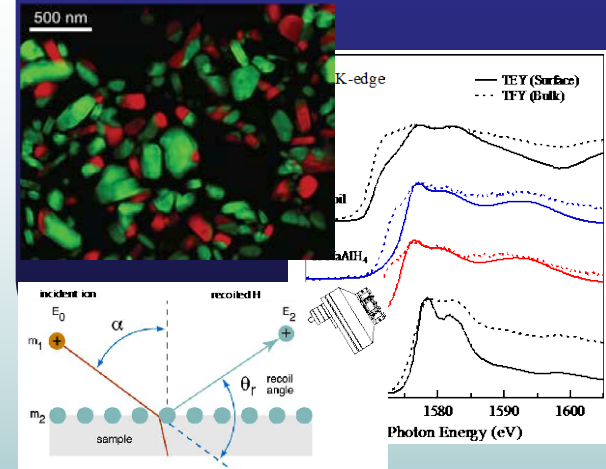 500 nm
K-edge
TEY (Surface)
TFY (Bulk)
1580
1590
1600
Photon Energy (eV)
incident ion
recoiled H
E0
E2
α
m1
+
+
θr
recoil
angle
m2
sample